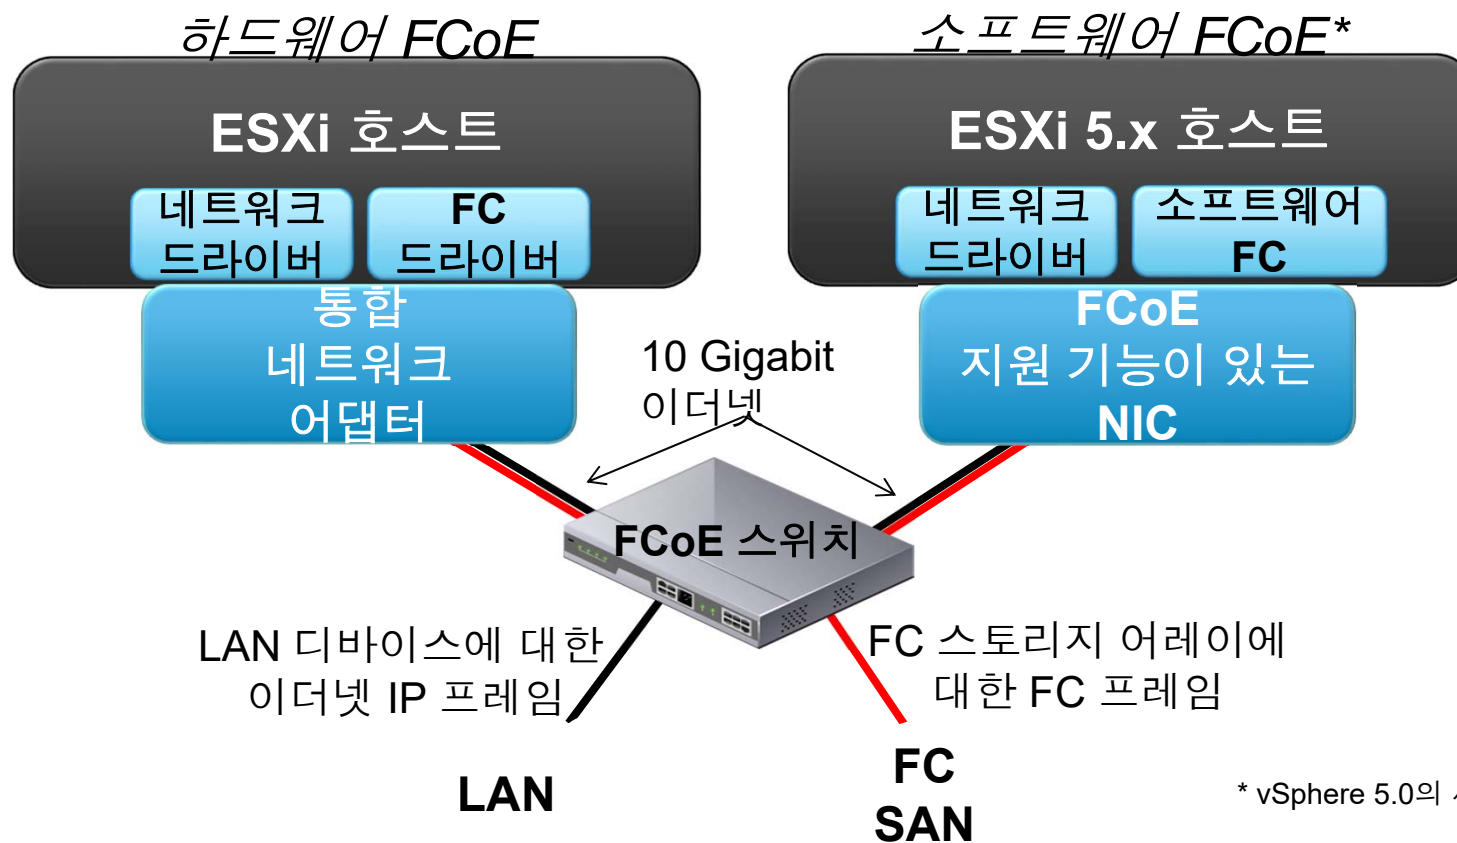 하드웨어 FCoE
소프트웨어 FCoE*
ESXi 호스트
네트워크
드라이버
FC
드라이버
통합
네트워크
어댑터
ESXi 5.x 호스트
네트워크
드라이버
소프트웨어
FC
FCoE
지원 기능이 있는
NIC
10 Gigabit
이더넷
FCoE 스위치
LAN 디바이스에 대한
이더넷 IP 프레임
FC 스토리지 어레이에
대한 FC 프레임
LAN
FC
SAN
* vSphere 5.0의